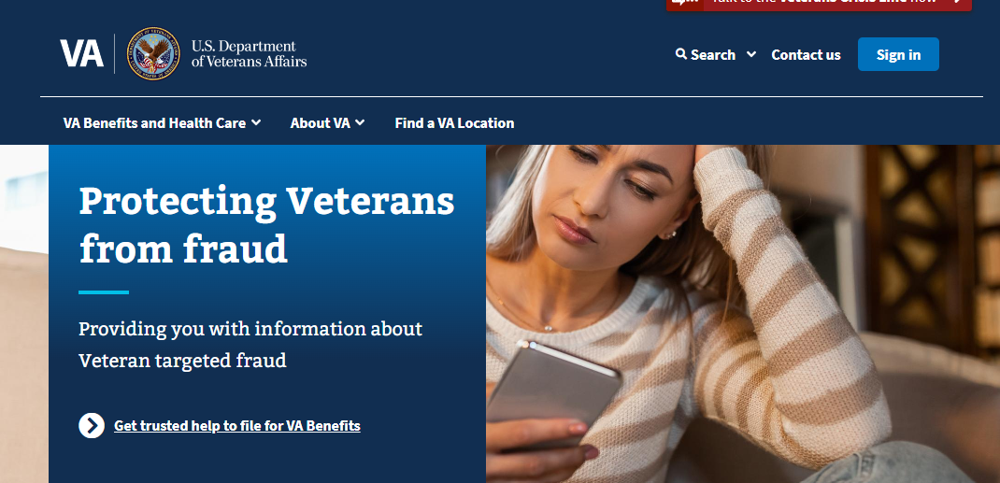 Talk to the Veterans Crisis Line now
VA
U.S. Department
of Veterans Affairs
Search
Contact us
Sign in
VA Benefits and Health Care
About VA
Find a VA Location
Protecting Veterans
from fraud
Providing you with information about
Veteran targeted fraud
Get trusted help to file for VA Benefits